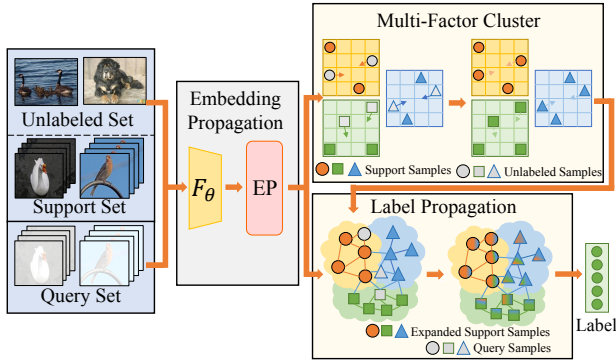 Unlabeled Set
Support Set
Query Set
Embedding
Propagation
Fθ
EP
Multi-Factor Cluster
Support Samples
Unlabeled Samples
Label Propagation
Expanded Support Samples
Query Samples
Label